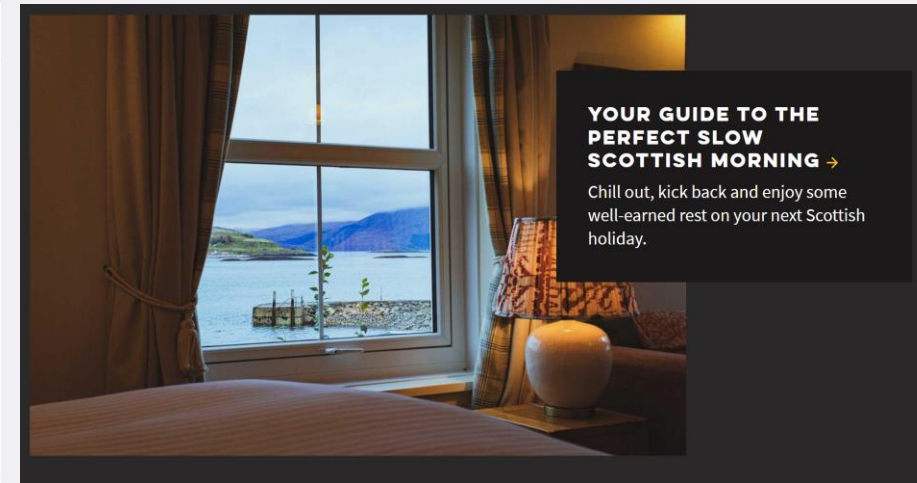 YOUR GUIDE TO THE
PERFECT SLOW
SCOTTISH MORNING →
Chill out, kick back and enjoy some
well-earned rest on your next Scottish
holiday.